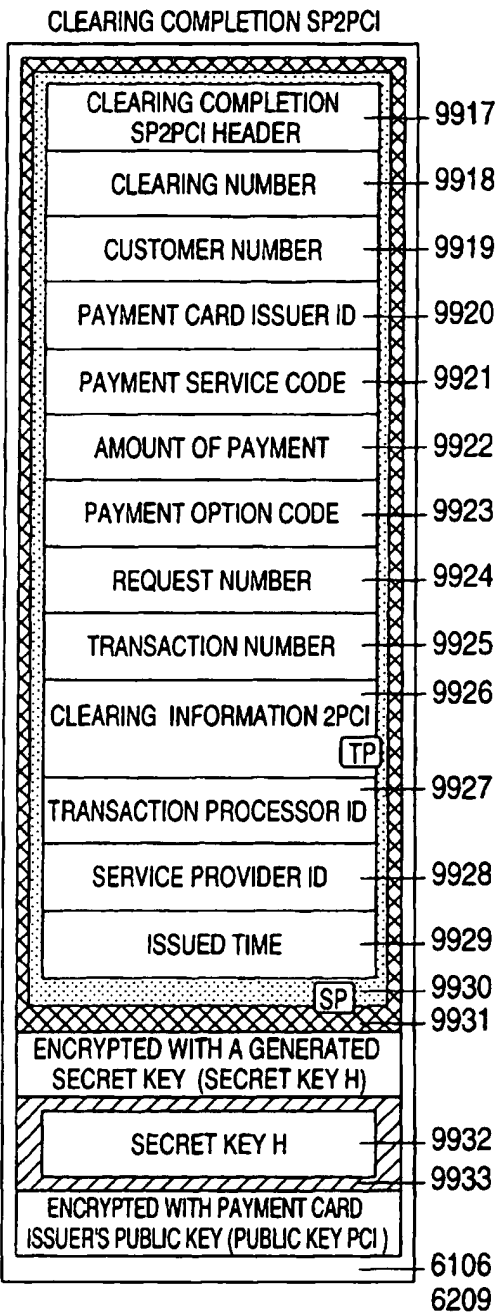 CLEARING COMPLETION SP2PCI
CLEARING COMPLETION
SP2PCI HEADER
9917
CLEARING NUMBER
9918
CUSTOMER NUMBER
9919
PAYMENT CARD ISSUER ID
9920
PAYMENT SERVICE CODE
9921
AMOUNT OF PAYMENT
9922
PAYMENT OPTION CODE
9923
REQUEST NUMBER
9924
TRANSACTION NUMBER
9925
9926
CLEARING INFORMATION 2PCI
TP
9927
TRANSACTION PROCESSOR ID
SERVICE PROVIDER ID
9928
ISSUED TIME
9929
SP
9930
9931
ENCRYPTED WITH A GENERATED
SECRET KEY (SECRET KEY H)
SECRET KEY H
9932
9933
ENCRYPTED WITH PAYMENT CARD
ISSUER'S PUBLIC KEY (PUBLIC KEY PCI)
6106
6209